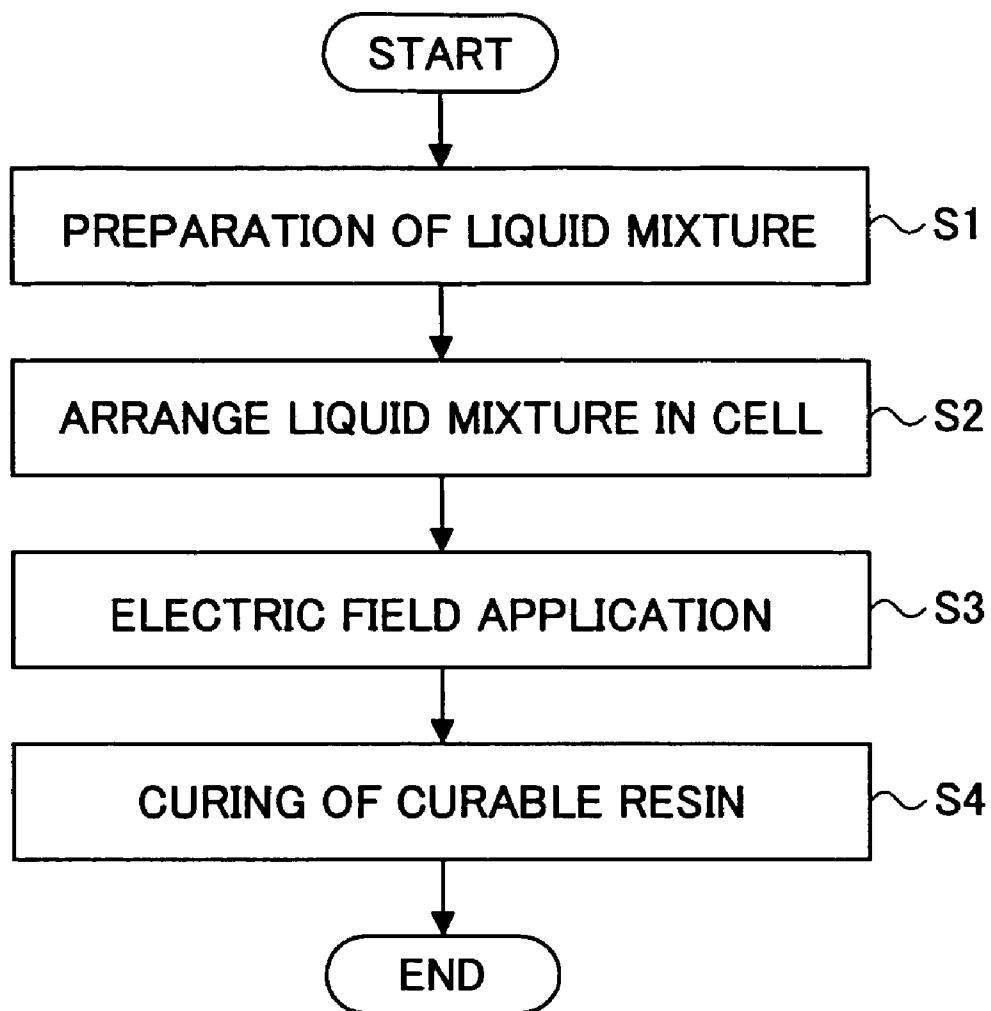 START
PREPARATION OF LIQUID MIXTURE
S1
ARRANGE LIQUID MIXTURE IN CELL
S2
ELECTRIC FIELD APPLICATION
S3
CURING OF CURABLE RESIN
S4
END